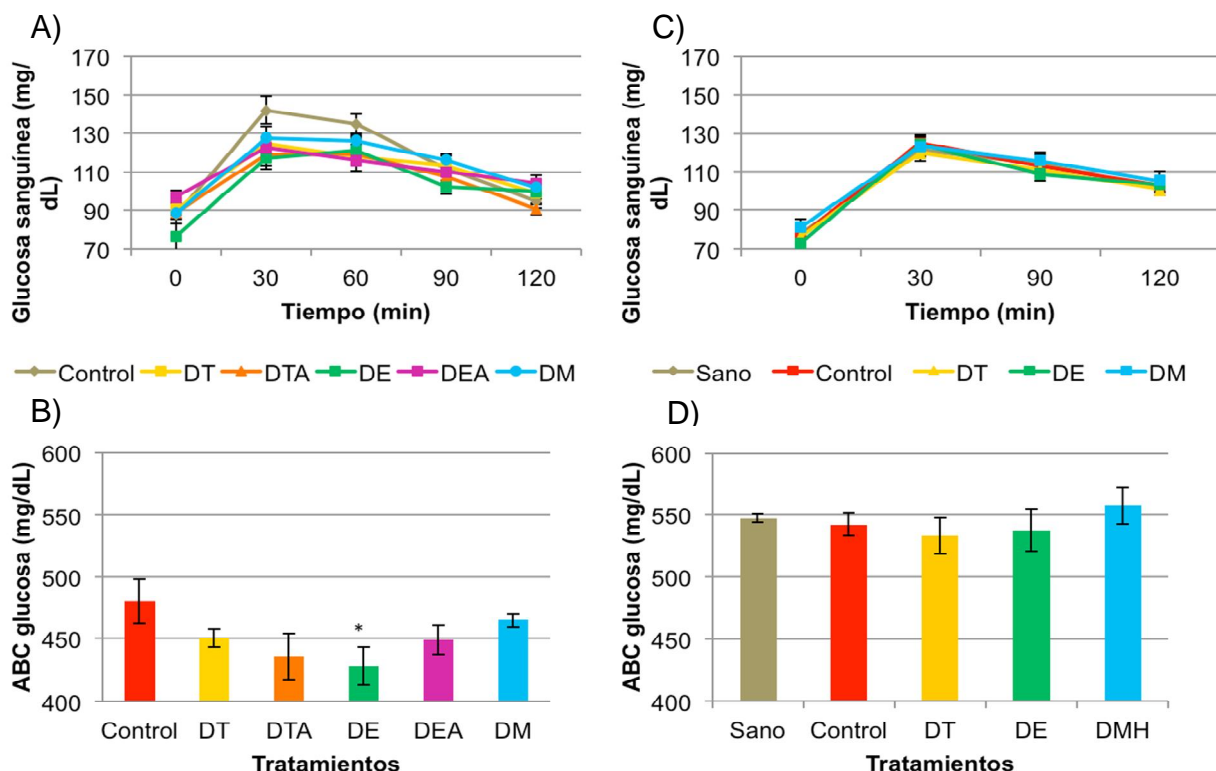 A)
Glucosa sanguínea (mg/
dL)
170
150
130
110
90
70
0 30 60 90 120
Tiempo (min)
Control DT DTA DE DEA DM
B)
ABC glucosa (mg/dL)
600
550
500
450
400
*
Control DT DTA DE DEA DM
Tratamientos
C)
Glucosa sanguínea (mg/
dL)
170
150
130
110
90
70
0 30 90 120
Tiempo (min)
Sano Control DT DE DM
D)
ABC glucosa (mg/dL)
600
550
500
450
400
Sano Control DT DE DMH
Tratamientos